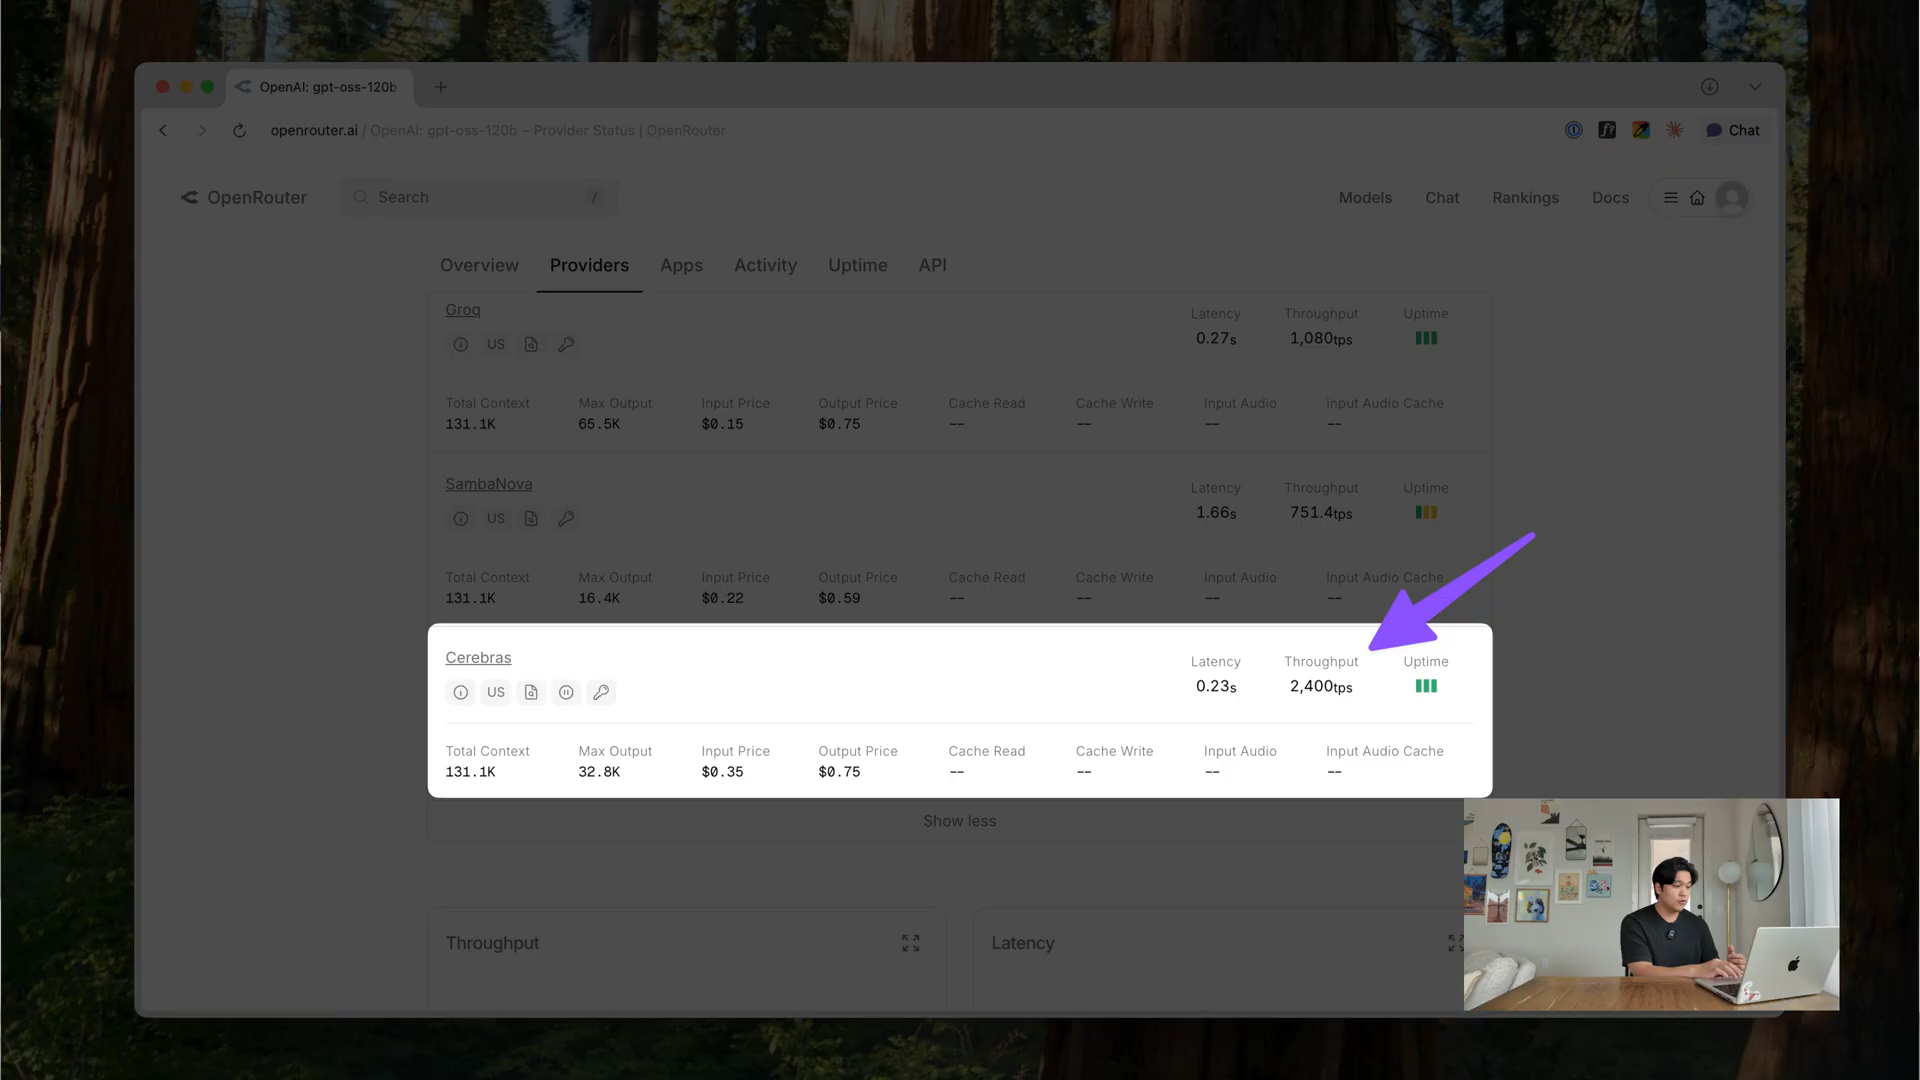 OpenAI: gpt-oss-120b
openrouter.ai / OpenAI: gpt-oss-120b – Provider Status | OpenRouter
Chat
OpenRouter
Search /
Models Chat Rankings Docs
Overview Providers Apps Activity Uptime API
Groq
Latency Throughput Uptime
0.27s 1,080tps
US
Total Context Max Output Input Price Output Price Cache Read Cache Write Input Audio Input Audio Cache
131.1K 65.5K $0.15 $0.75 -- -- -- --
SambaNova
Latency Throughput Uptime
1.66s 751.4tps
US
Total Context Max Output Input Price Output Price Cache Read Cache Write Input Audio Input Audio Cache
131.1K 16.4K $0.22 $0.59 -- -- -- --
Cerebras
Latency Throughput Uptime
0.23s 2,400tps
US
Total Context Max Output Input Price Output Price Cache Read Cache Write Input Audio Input Audio Cache
131.1K 32.8K $0.35 $0.75 -- -- -- --
Show less
Throughput
Latency